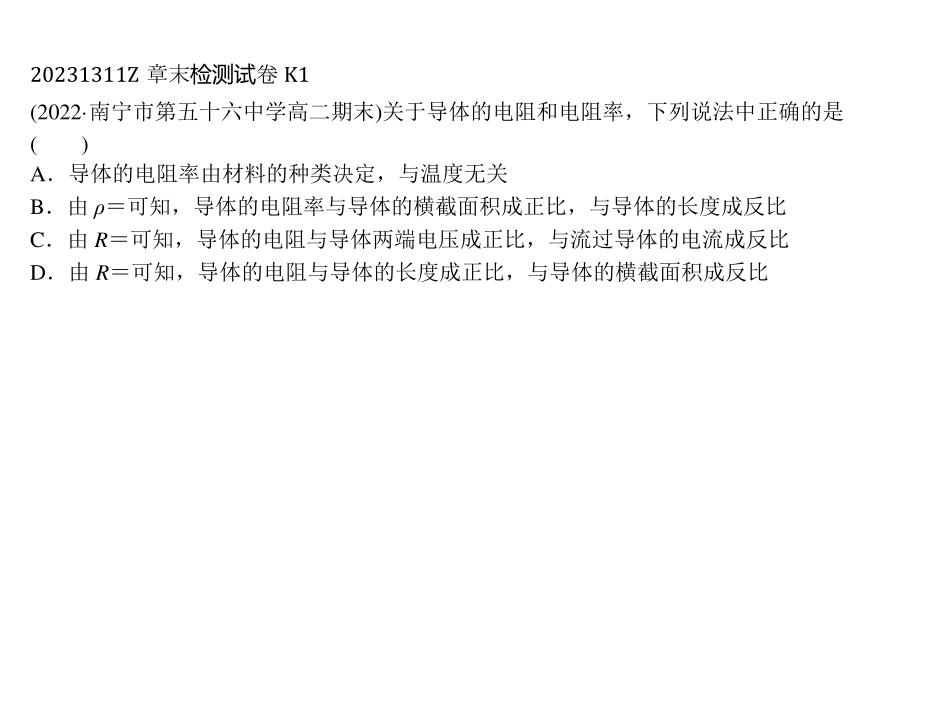 20231311Z 章末检测试卷 K1
(2022·南宁市第五十六中学高二期末)关于导体的电阻和电阻率，下列说法中正确的是
(　　)
A．导体的电阻率由材料的种类决定，与温度无关
B．由 ρ＝可知，导体的电阻率与导体的横截面积成正比，与导体的长度成反比
C．由 R＝可知，导体的电阻与导体两端电压成正比，与流过导体的电流成反比
D．由 R＝可知，导体的电阻与导体的长度成正比，与导体的横截面积成反比